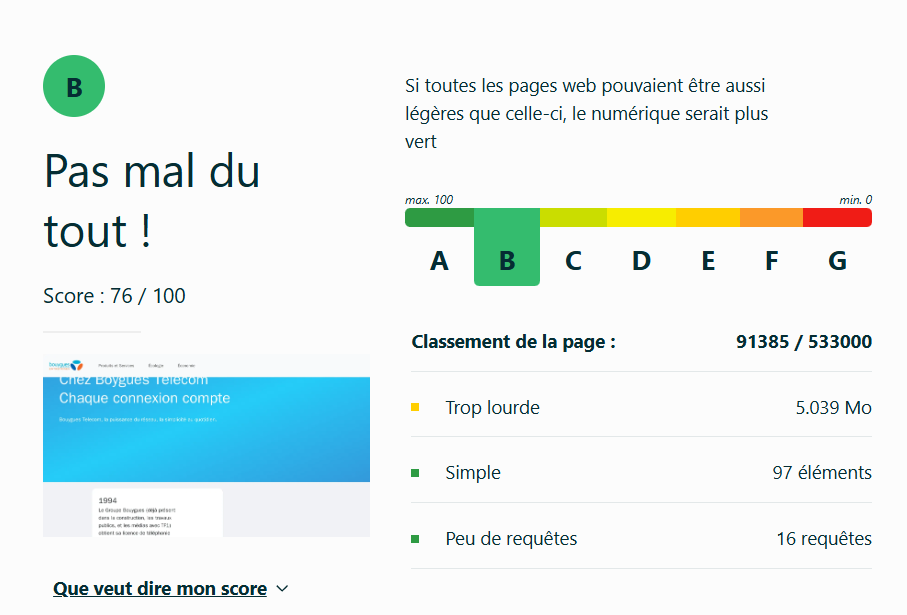 B
Pas mal du
tout !
Score : 76 / 100
bouygues
Produits et Services Écologie Économie
Chez Boygues Telecom
Chaque connexion compte
Bouygues Telecom, la puissance du réseau, la simplicité au quotidien.
1994
Le Groupe Bouygues (déjà présent
dans la construction, les travaux
publics, et les médias avec TF1)
obtient sa licence de téléphonie
Que veut dire mon score
Si toutes les pages web pouvaient être aussi
légères que celle-ci, le numérique serait plus
vert
max. 100 min. 0
A B C D E F G
Classement de la page : 91385 / 533000
Trop lourde 5.039 Mo
Simple 97 éléments
Peu de requêtes 16 requêtes